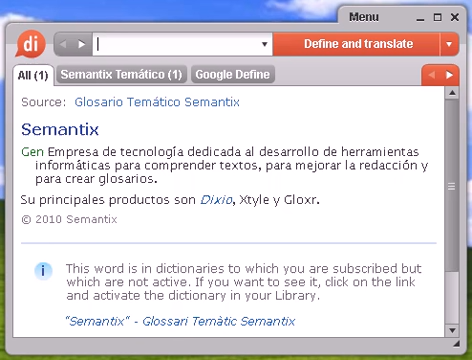 Menu
di
Define and translate
All (1)
Semantix Temático (1)
Google Define
Source: Glosario Temático Semantix
Semantix
Gen Empresa de tecnología dedicada al desarrollo de herramientas
informáticas para comprender textos, para mejorar la redacción y
para crear glosarios.
Su principales producto son Dixio, Xtyle y Gloxr.
© 2010 Semantix
i
This word is in dictionaries to which you are subscribed but
which are not active. If you want to see it, click on the link
and activate the dictionary in your Library.
"Semantix" - Glossari Temàtic Semantix